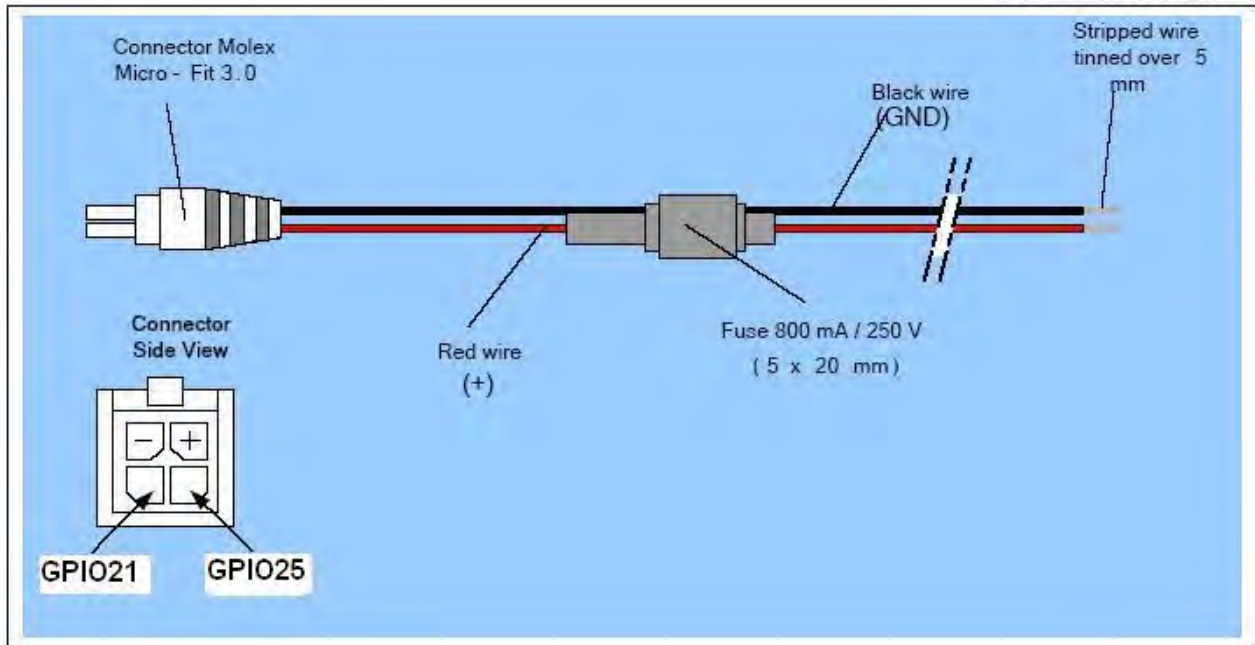 Connector Molex
Micro - Fit 3.0
Stripped wire
tinned over 5
mm
Black wire
(GND)
Connector
Side View
Red wire
(+)
Fuse 800 mA / 250 V
( 5 x 20 mm )
- +
GPIO21 GPIO25